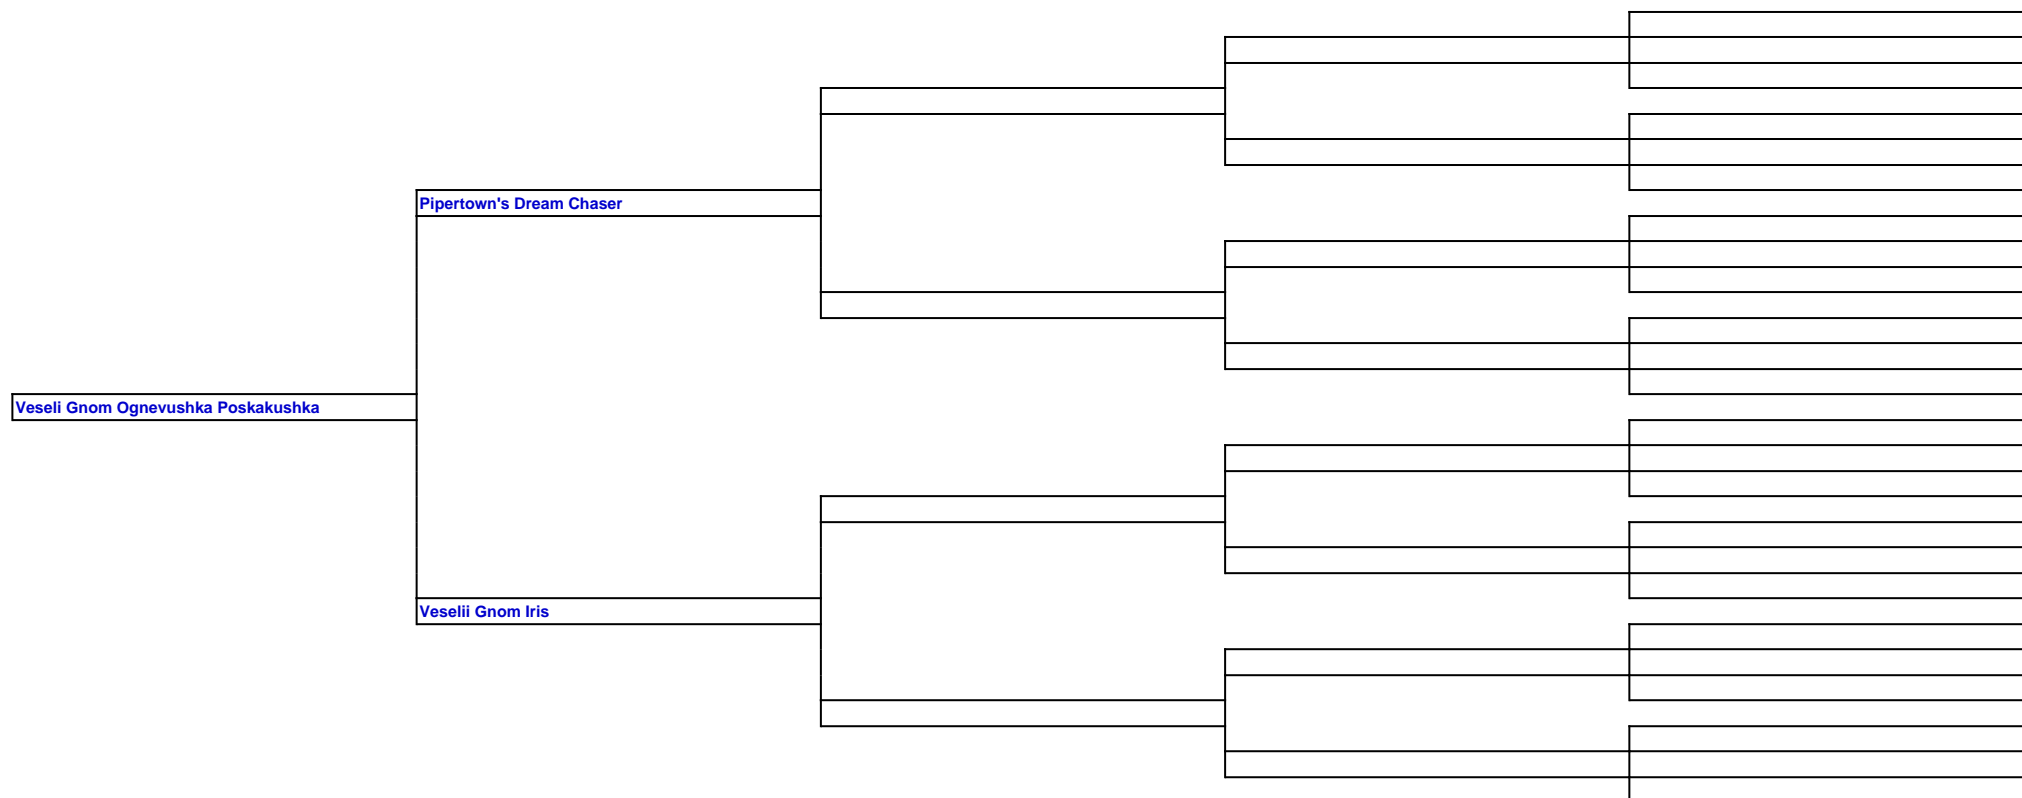 Pipertown's Dream Chaser
Veseli Gnom Ognevushka Poskakushka
Veselii Gnom Iris